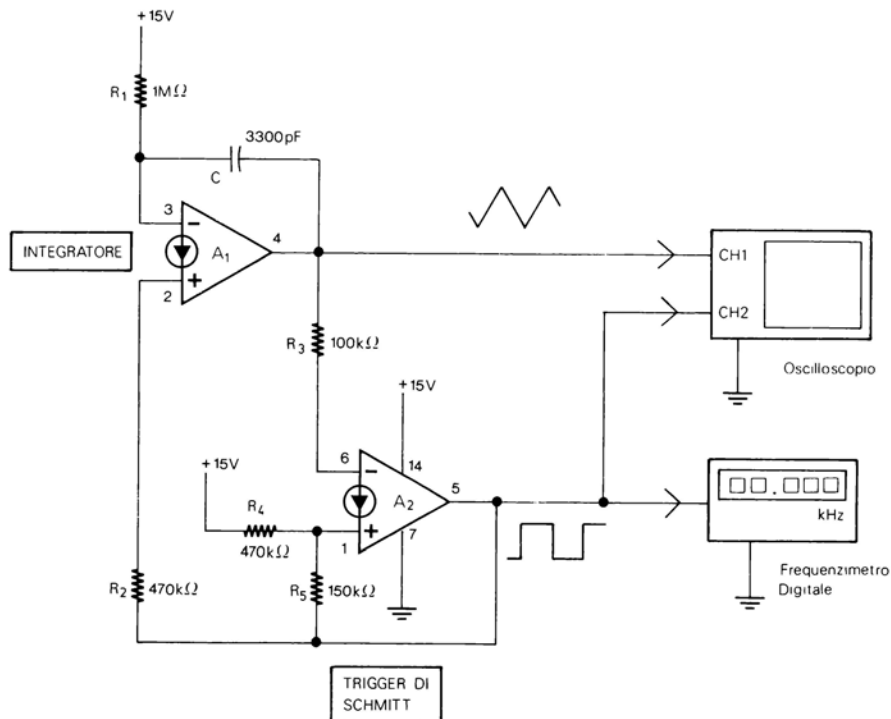 +15V
R1
1MΩ
3300pF
C
3
INTEGRATORE
A1
4
2
CH1
CH2
R3
100kΩ
+15V
Oscilloscopio
6
14
+15V
R4
A2
5
kHz
470kΩ
1
7
R2
470kΩ
R5
150kΩ
Frequenzimetro
Digitale
TRIGGER DI
SCHMITT